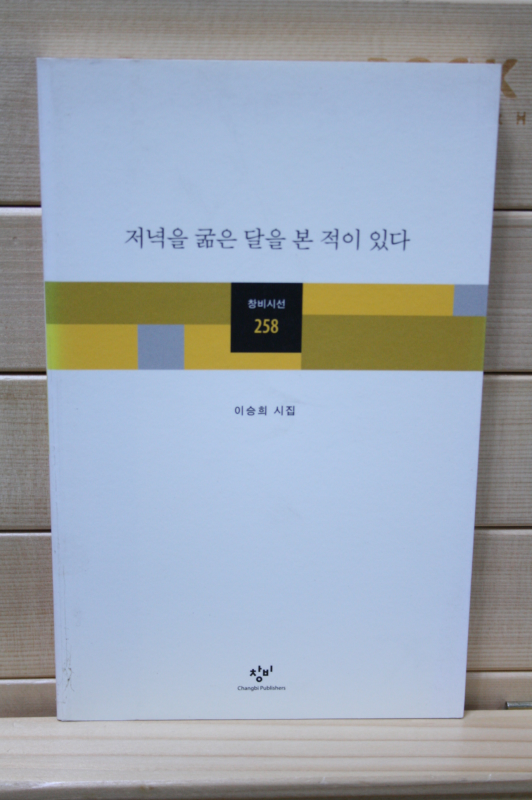 저녁을 굶은 달을 본 적이 있다
창비시선
258
이승희 시집
창비
Changbi Publishers